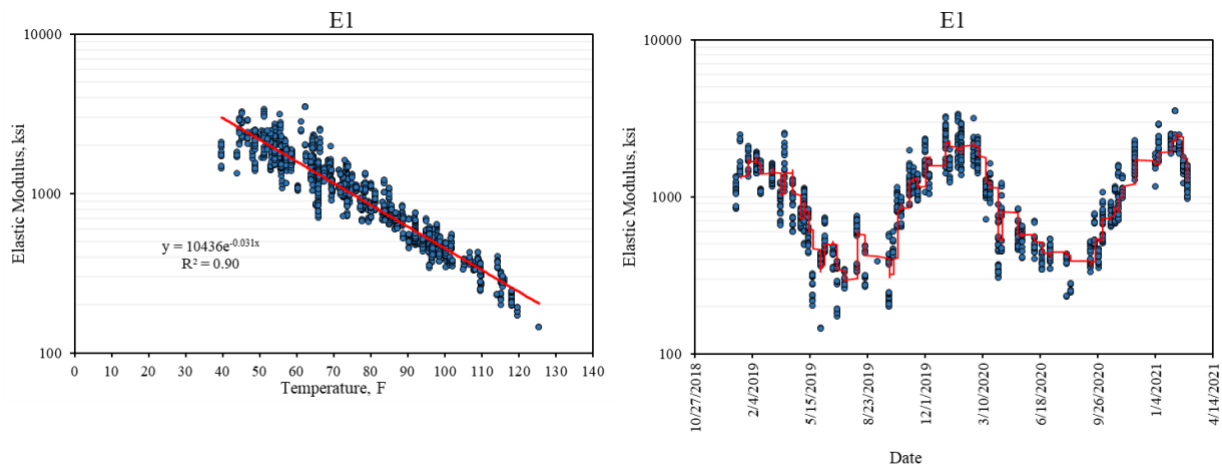 E1
10000
1000
100
Elastic Modulus, ksi
y = 10436e^-0.031x
R² = 0.90
0 10 20 30 40 50 60 70 80 90 100 110 120 130 140
Temperature, F
E1
10000
1000
100
Elastic Modulus, ksi
10/27/2018
2/4/2019
5/15/2019
8/23/2019
12/1/2019
3/10/2020
6/18/2020
9/26/2020
1/4/2021
4/14/2021
Date